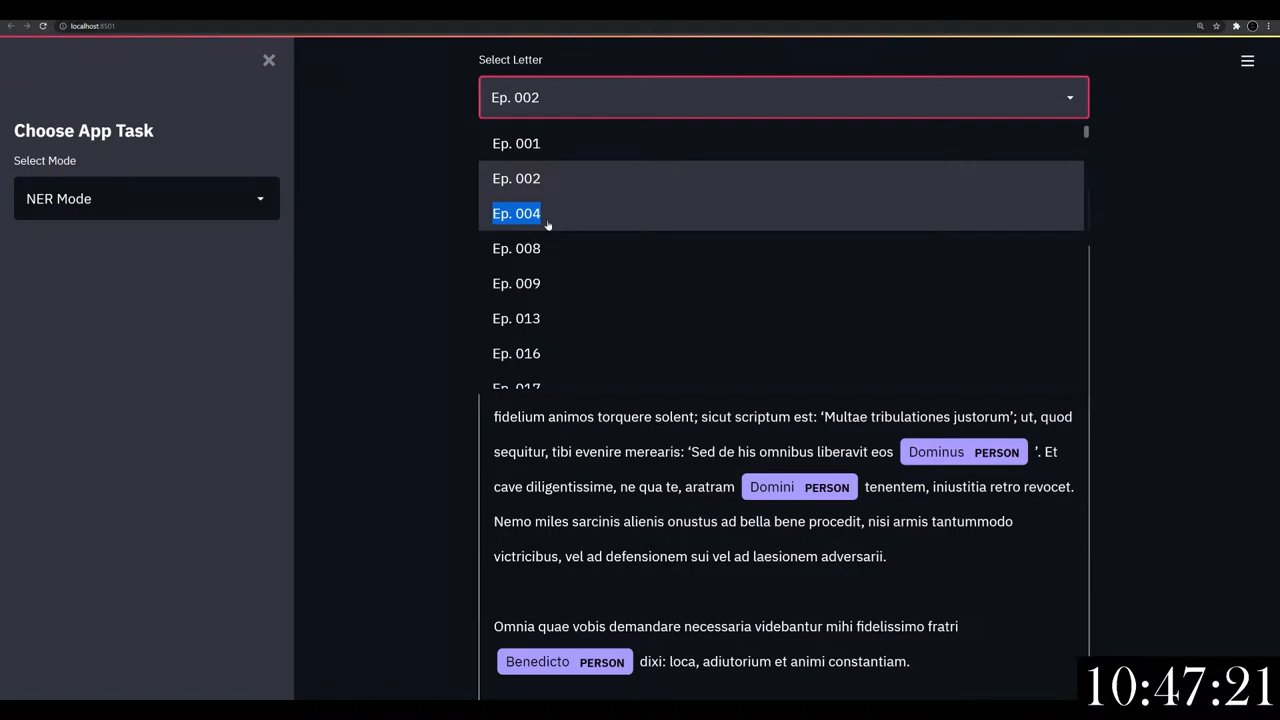 localhost:8501
Select Letter
Ep. 002
Choose App Task
Select Mode
NER Mode
Ep. 001
Ep. 002
Ep. 004
Ep. 008
Ep. 009
Ep. 013
Ep. 016
Ep. 017
fidelium animos torquere solent; sicut scriptum est: ‘Multae tribulationes justorum’; ut, quod
sequitur, tibi evenire merearis: ‘Sed de his omnibus liberavit eos Dominus PERSON ’. Et
cave diligentissime, ne qua te, aratram Domini PERSON tenentem, iniustitia retro revocet.
Nemo miles sarcinis alienis onustus ad bella bene procedit, nisi armis tantummodo
victricibus, vel ad defensionem sui vel ad laesionem adversarii.
Omnia quae vobis demandare necessaria videbantur mihi fidelissimo fratri
Benedicto PERSON dixi: loca, adiutorium et animi constantiam.
10:47:21